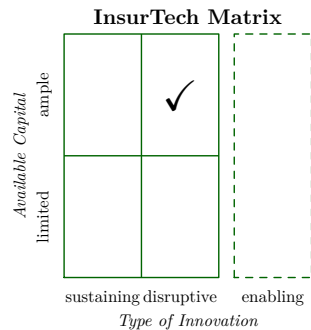 InsurTech Matrix
Available Capital
ample
limited
sustaining disruptive enabling
Type of Innovation